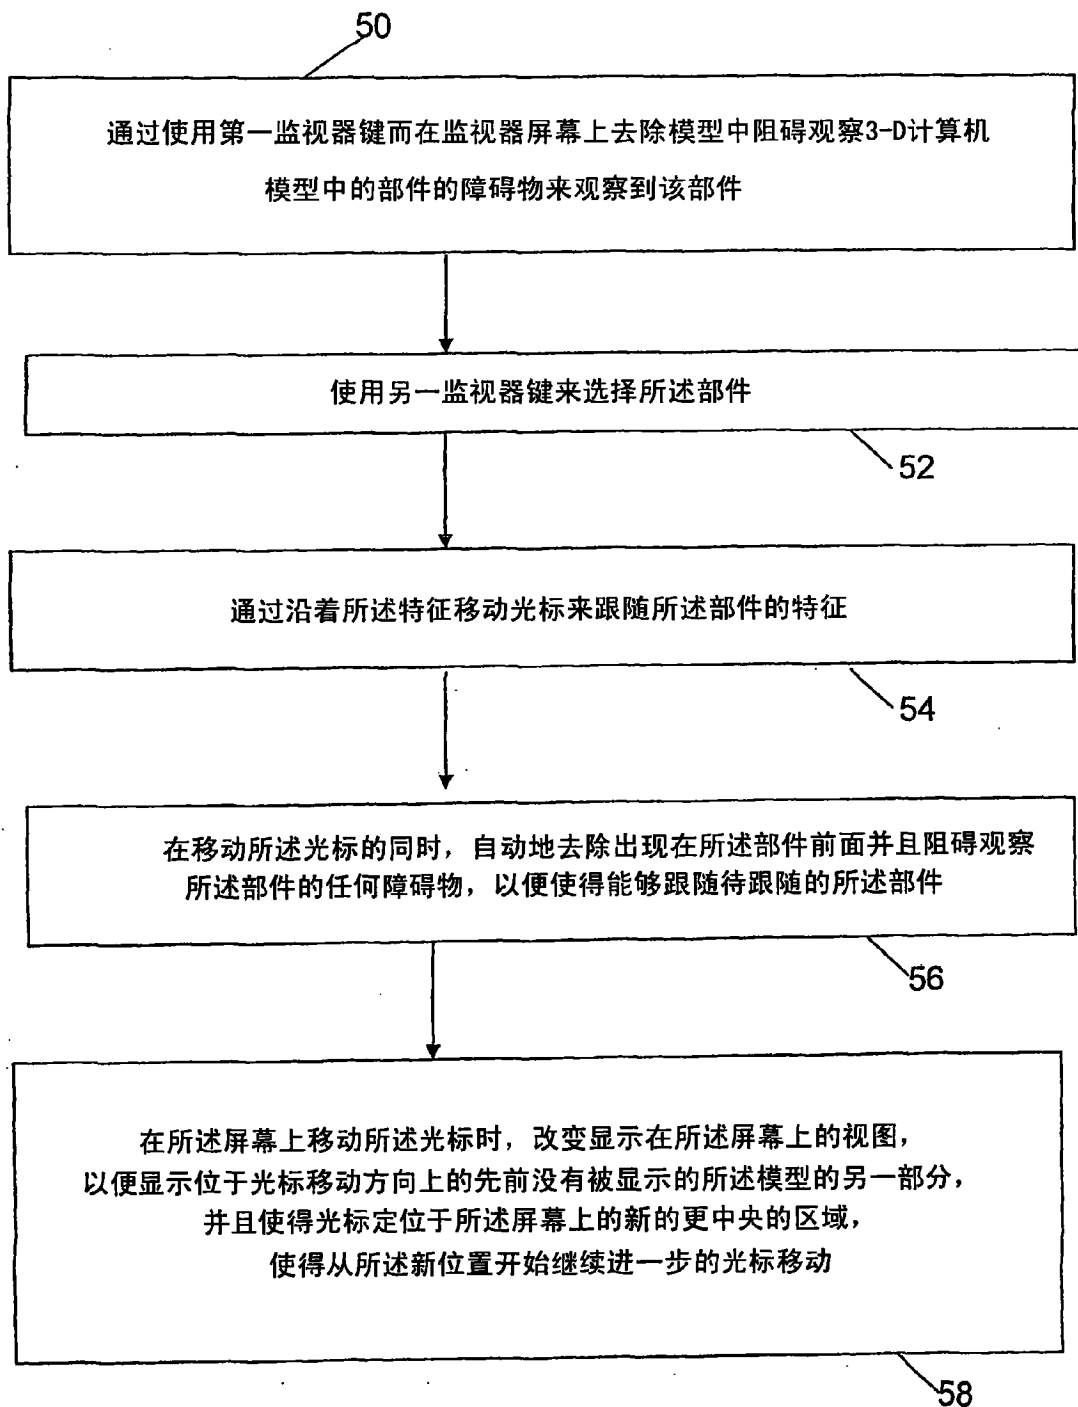 50
通过使用第一监视器键而在监视器屏幕上去除模型中阻碍观察3-D计算机
模型中的部件的障碍物来观察到该部件
使用另一监视器键来选择所述部件
52
通过沿着所述特征移动光标来跟随所述部件的特征
54
在移动所述光标的同时，自动地去除出现在所述部件前面并且阻碍观察
所述部件的任何障碍物，以便使得能够跟随待跟随的所述部件
56
在所述屏幕上移动所述光标时，改变显示在所述屏幕上的视图，
以便显示位于光标移动方向上的先前没有被显示的所述模型的另一部分，
并且使得光标定位于所述屏幕上的新的更中央的区域，
使得从所述新位置开始继续进一步的光标移动
58